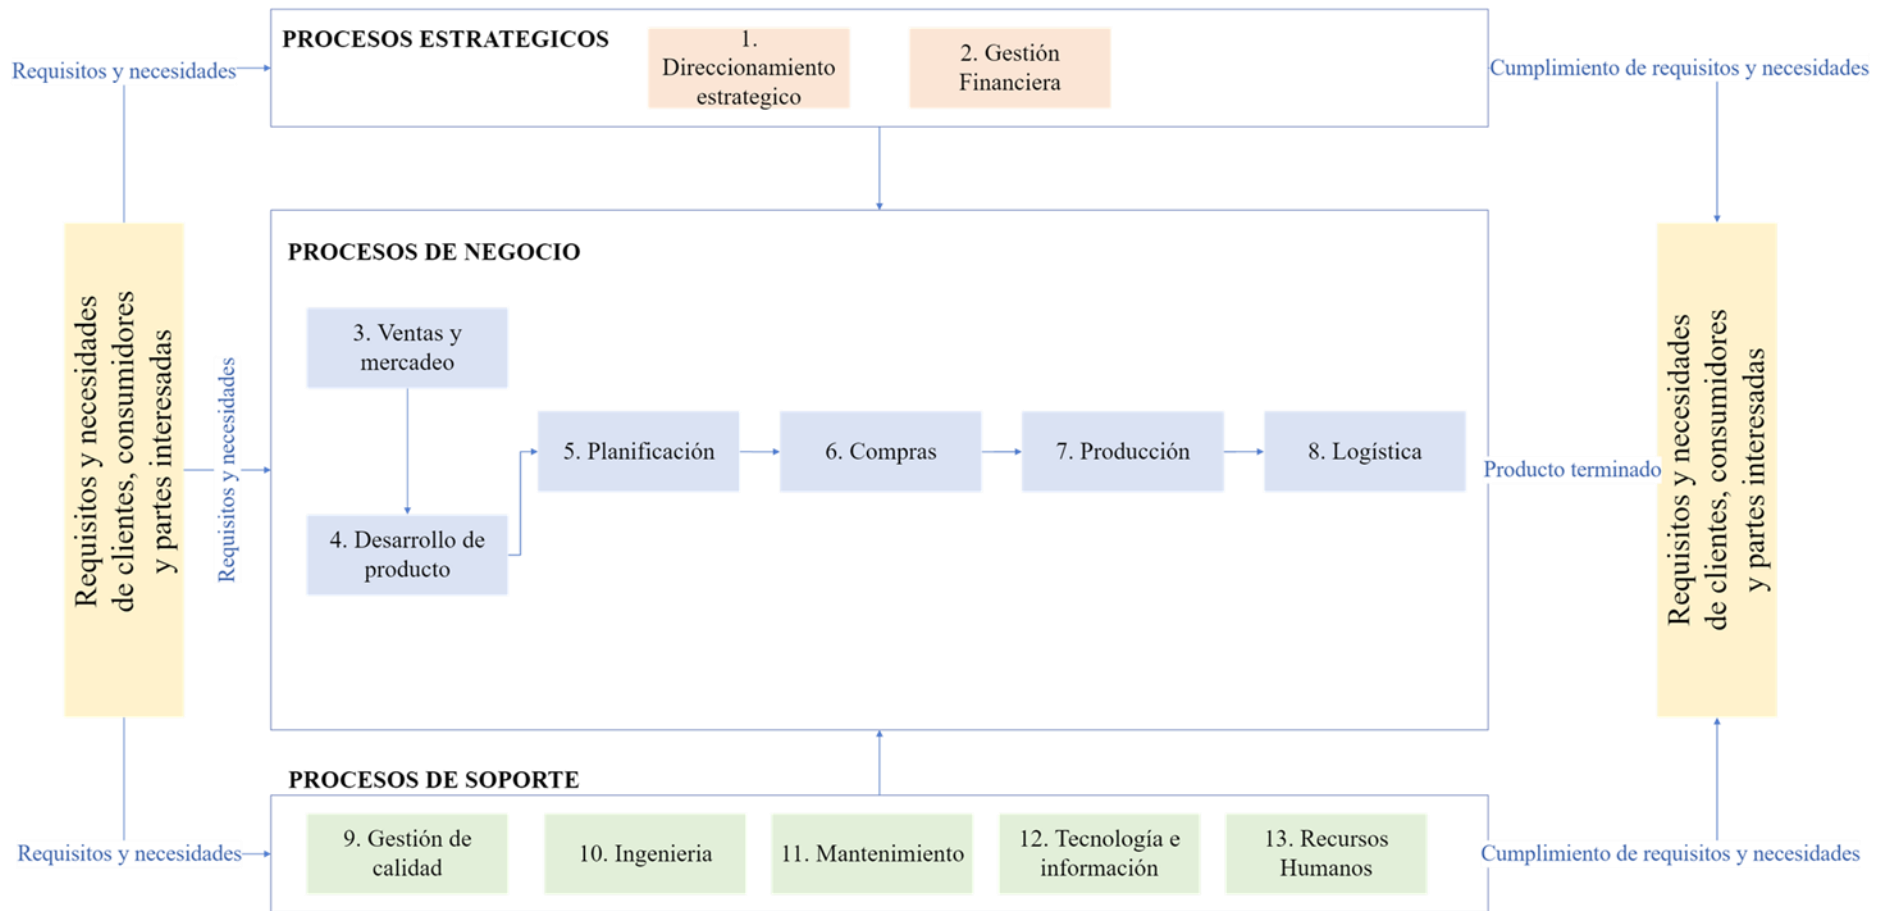 PROCESOS ESTRATEGICOS
1.
Direccionamiento
estrategico
2. Gestión
Financiera
Requisitos y necesidades
Cumplimiento de requisitos y necesidades
Requisitos y necesidades
de clientes, consumidores
y partes interesadas
Requisitos y necesidades
PROCESOS DE NEGOCIO
3. Ventas y
mercadeo
4. Desarrollo de
producto
5. Planificación
6. Compras
7. Producción
8. Logística
Producto terminado
Requisitos y necesidades
de clientes, consumidores
y partes interesadas
PROCESOS DE SOPORTE
Requisitos y necesidades
9. Gestión de
calidad
10. Ingenieria
11. Mantenimiento
12. Tecnología e
información
13. Recursos
Humanos
Cumplimiento de requisitos y necesidades